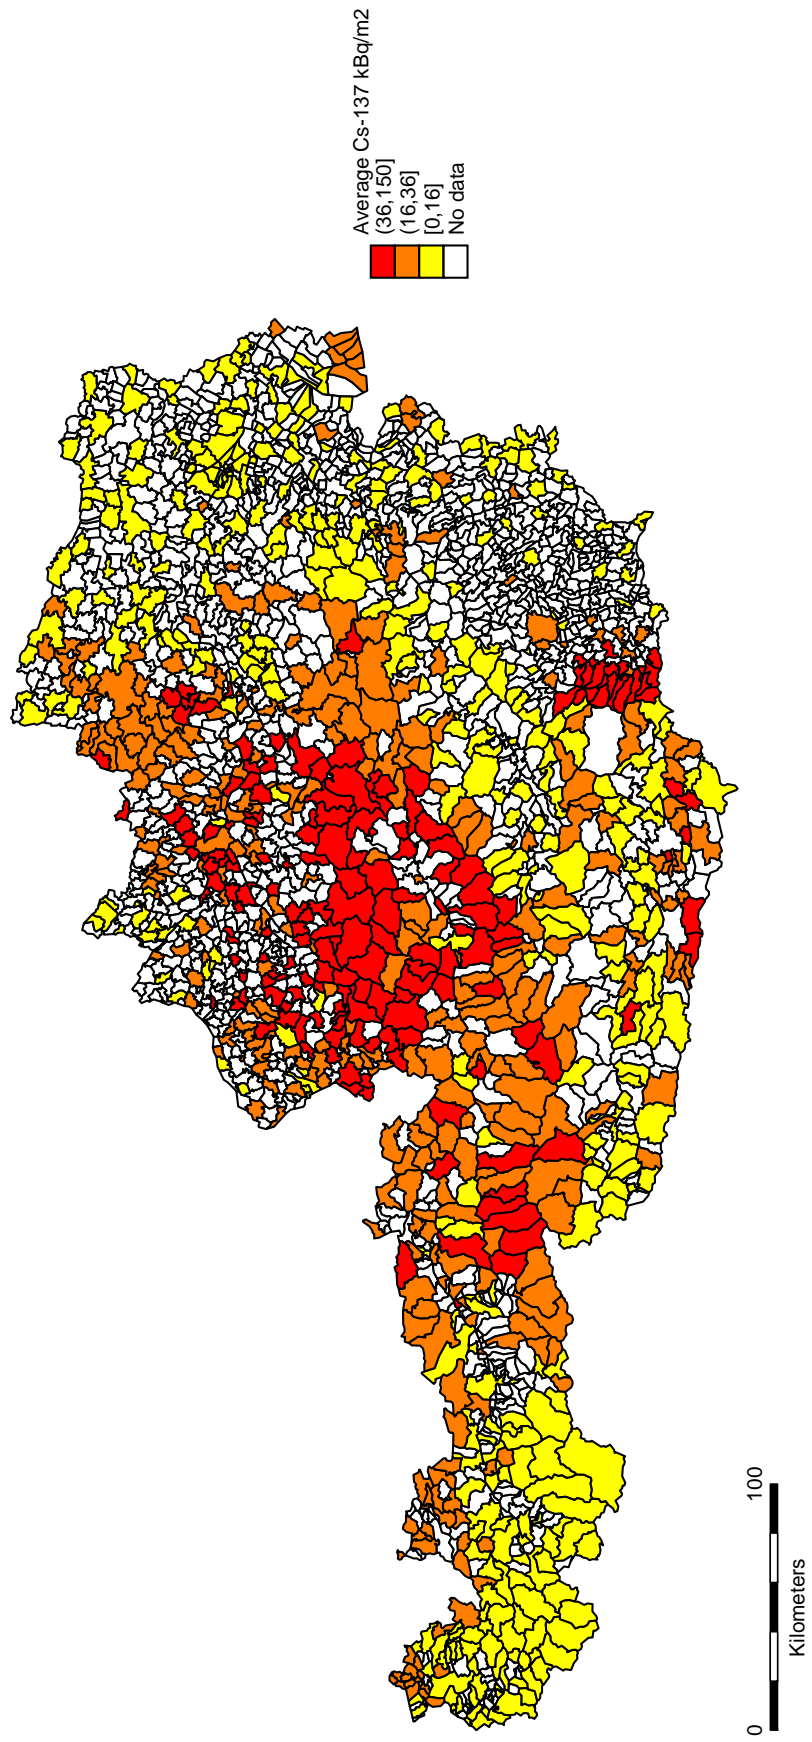 Average Cs-137 kBq/m2
(36,150]
(16,36]
[0,16]
No data
0 100
Kilometers